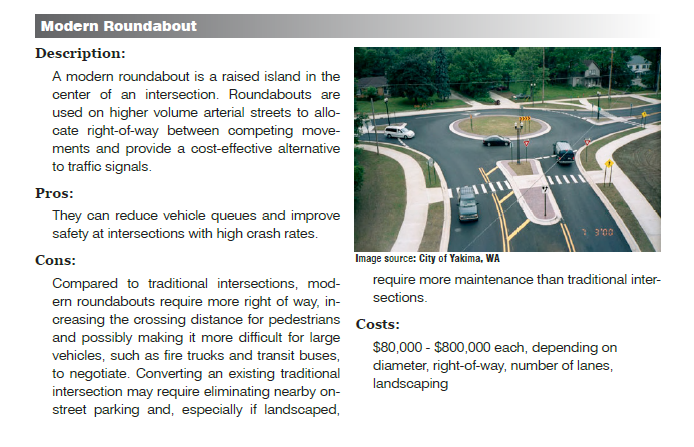 Modern Roundabout
Description:
A modern roundabout is a raised island in the
center of an intersection. Roundabouts are
used on higher volume arterial streets to allo-
cate right-of-way between competing move-
ments and provide a cost-effective alternative
to traffic signals.
Pros:
They can reduce vehicle queues and improve
safety at intersections with high crash rates.
Cons:
Compared to traditional intersections, mod-
ern roundabouts require more right of way, in-
creasing the crossing distance for pedestrians
and possibly making it more difficult for large
vehicles, such as fire trucks and transit buses,
to negotiate. Converting an existing traditional
intersection may require eliminating nearby on-
street parking and, especially if landscaped,
7 3'00
Image source: City of Yakima, WA
require more maintenance than traditional inter-
sections.
Costs:
$80,000 - $800,000 each, depending on
diameter, right-of-way, number of lanes,
landscaping